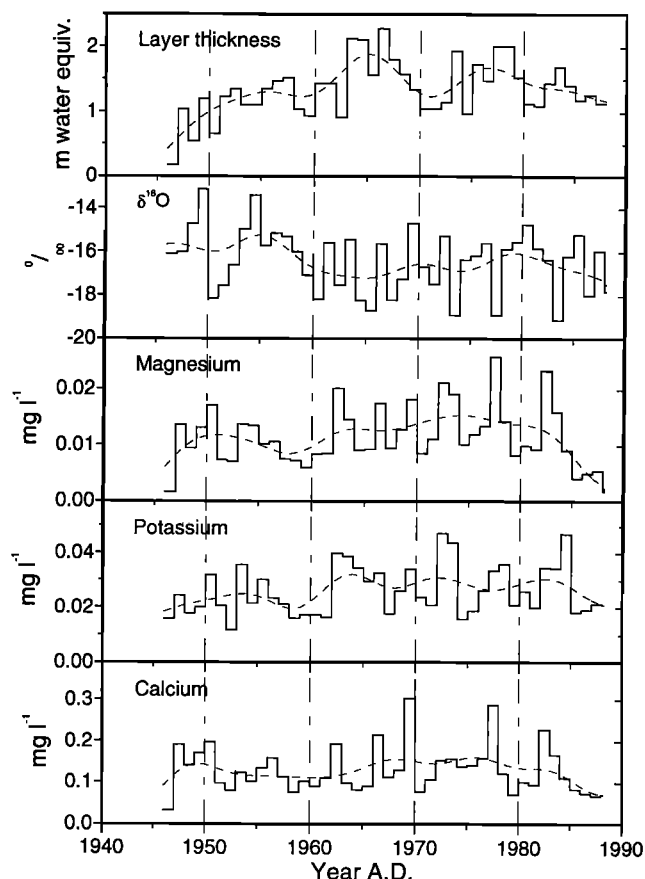 m water equiv.
2
1
0
Layer thickness
δ¹⁸O
o/oo
-14
-16
-18
-20
Magnesium
mg l⁻¹
0.02
0.01
0.00
Potassium
mg l⁻¹
0.04
0.02
0.00
Calcium
mg l⁻¹
0.3
0.2
0.1
0.0
1940 1950 1960 1970 1980 1990
Year A.D.